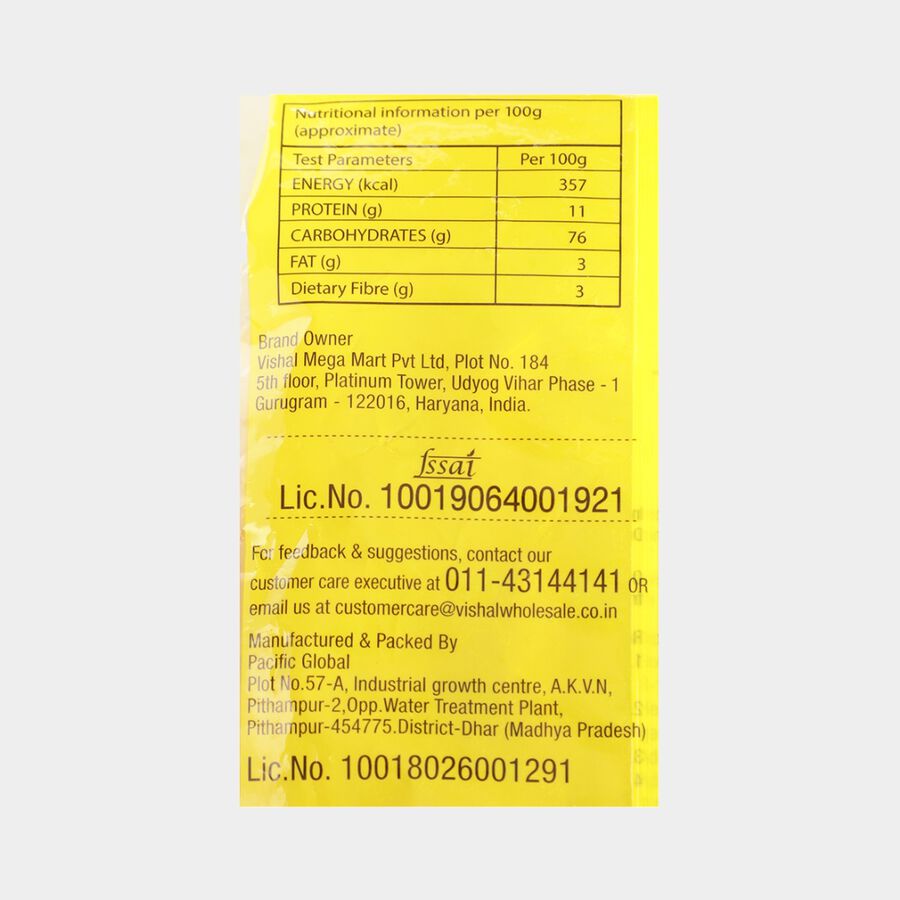 Nutritional information per 100g
(approximate)
Test Parameters Per 100g
ENERGY (kcal) 357
PROTEIN (g) 11
CARBOHYDRATES (g) 76
FAT (g) 3
Dietary Fibre (g) 3
Brand Owner
Vishal Mega Mart Pvt Ltd, Plot No. 184
5th floor, Platinum Tower, Udyog Vihar Phase - 1
Gurugram - 122016, Haryana, India.
fssai
Lic.No. 10019064001921
For feedback & suggestions, contact our
customer care executive at 011-43144141 OR
email us at customercare@vishalwholesale.co.in
Manufactured & Packed By
Pacific Global
Plot No.57-A, Industrial growth centre, A.K.V.N,
Pithampur-2,Opp.Water Treatment Plant,
Pithampur-454775.District-Dhar (Madhya Pradesh)
Lic.No. 10018026001291